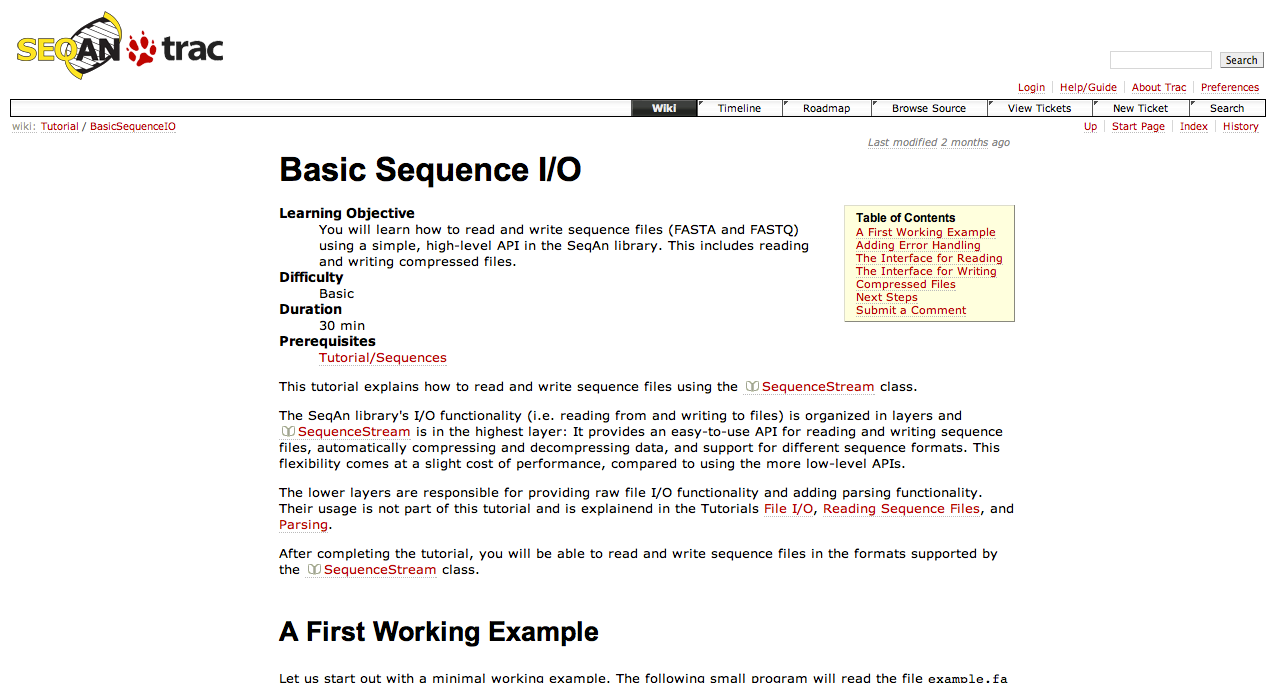 SEQAN trac
Search
Login Help/Guide About Trac Preferences
Wiki Timeline Roadmap Browse Source View Tickets New Ticket Search
wiki: Tutorial / BasicSequenceIO
Up Start Page Index History
Last modified 2 months ago
Basic Sequence I/O
Learning Objective
You will learn how to read and write sequence files (FASTA and FASTQ)
using a simple, high-level API in the SeqAn library. This includes reading
and writing compressed files.
Difficulty
Basic
Duration
30 min
Prerequisites
Tutorial/Sequences
Table of Contents
A First Working Example
Adding Error Handling
The Interface for Reading
The Interface for Writing
Compressed Files
Next Steps
Submit a Comment
This tutorial explains how to read and write sequence files using the SequenceStream class.
The SeqAn library's I/O functionality (i.e. reading from and writing to files) is organized in layers and
SequenceStream is in the highest layer: It provides an easy-to-use API for reading and writing sequence
files, automatically compressing and decompressing data, and support for different sequence formats. This
flexibility comes at a slight cost of performance, compared to using the more low-level APIs.
The lower layers are responsible for providing raw file I/O functionality and adding parsing functionality.
Their usage is not part of this tutorial and is explainend in the Tutorials File I/O, Reading Sequence Files, and
Parsing.
After completing the tutorial, you will be able to read and write sequence files in the formats supported by
the SequenceStream class.
A First Working Example
Let us start out with a minimal working example. The following small program will read the file example.fa